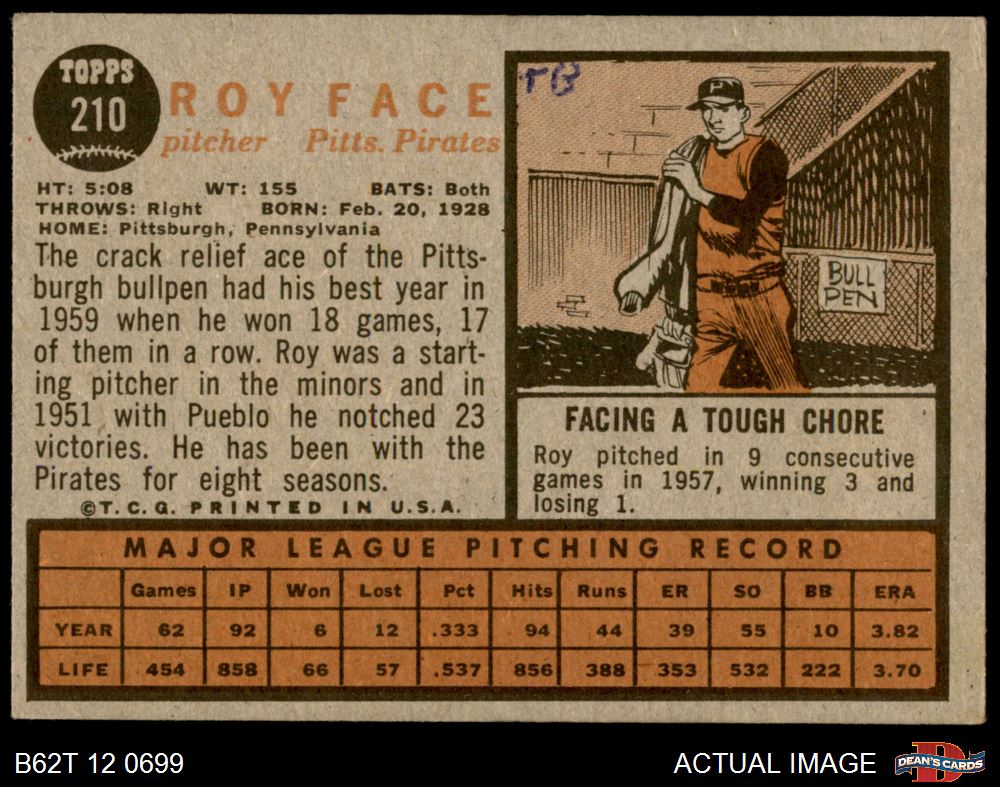 TOPPS
210
ROY FACE
pitcher Pitts. Pirates
HT: 5:08 WT: 155 BATS: Both
THROWS: Right BORN: Feb. 20, 1928
HOME: Pittsburgh, Pennsylvania
The crack relief ace of the Pitts-
burgh bullpen had his best year in
1959 when he won 18 games, 17
of them in a row. Roy was a start-
ing pitcher in the minors and in
1951 with Pueblo he notched 23
victories. He has been with the
Pirates for eight seasons.
©T.C.G. PRINTED IN U.S.A.
TB
P
BULL
PEN
FACING A TOUGH CHORE
Roy pitched in 9 consecutive
games in 1957, winning 3 and
losing 1.
MAJOR LEAGUE PITCHING RECORD
Games IP Won Lost Pct Hits Runs ER SO BB ERA
YEAR 62 92 6 12 .333 94 44 39 55 10 3.82
LIFE 454 858 66 57 .537 856 388 353 532 222 3.70
B62T 12 0699 ACTUAL IMAGE
D
DEAN'S CARDS